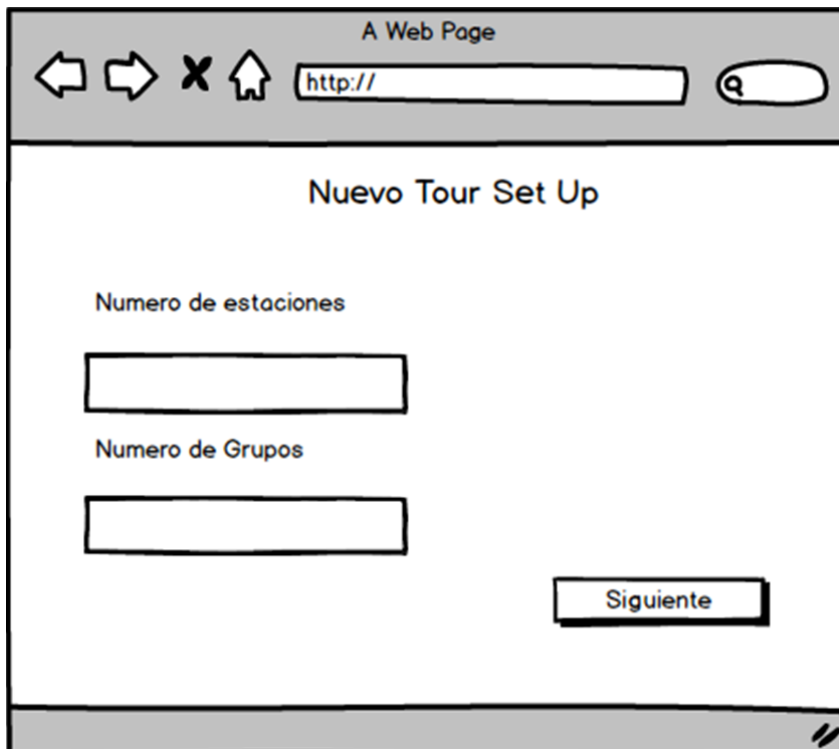 A Web Page
http://
Nuevo Tour Set Up
Numero de estaciones
Numero de Grupos
Siguiente